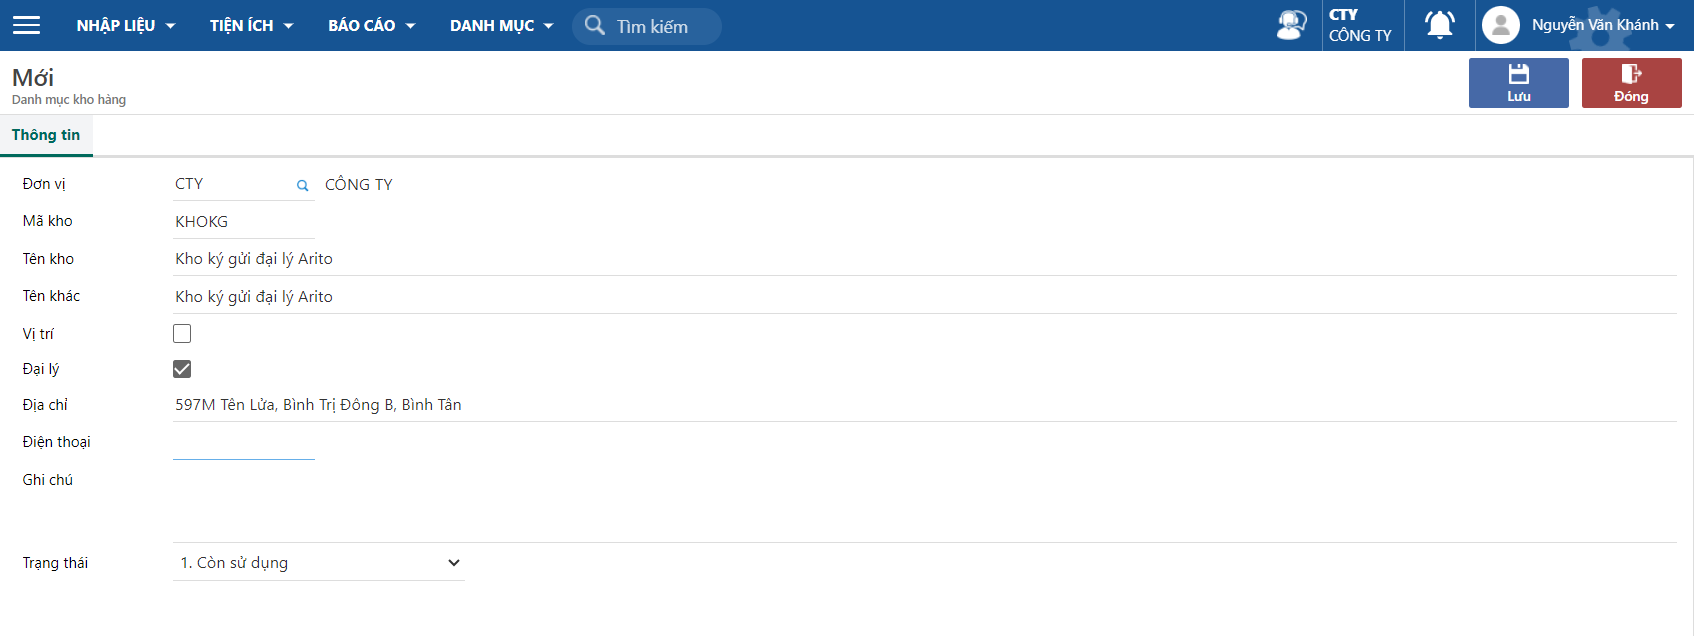 NHẬP LIỆU TIỆN ÍCH BÁO CÁO DANH MỤC Tìm kiếm CTY Nguyễn Văn Khánh
CÔNG TY
Mới
Danh mục kho hàng
Lưu Đóng
Thông tin
Đơn vị CTY CÔNG TY
Mã kho KHOKG
Tên kho Kho ký gửi đại lý Arito
Tên khác Kho ký gửi đại lý Arito
Vị trí
Đại lý
Địa chỉ 597M Tên Lửa, Bình Trị Đông B, Bình Tân
Điện thoại
Ghi chú
Trạng thái 1. Còn sử dụng